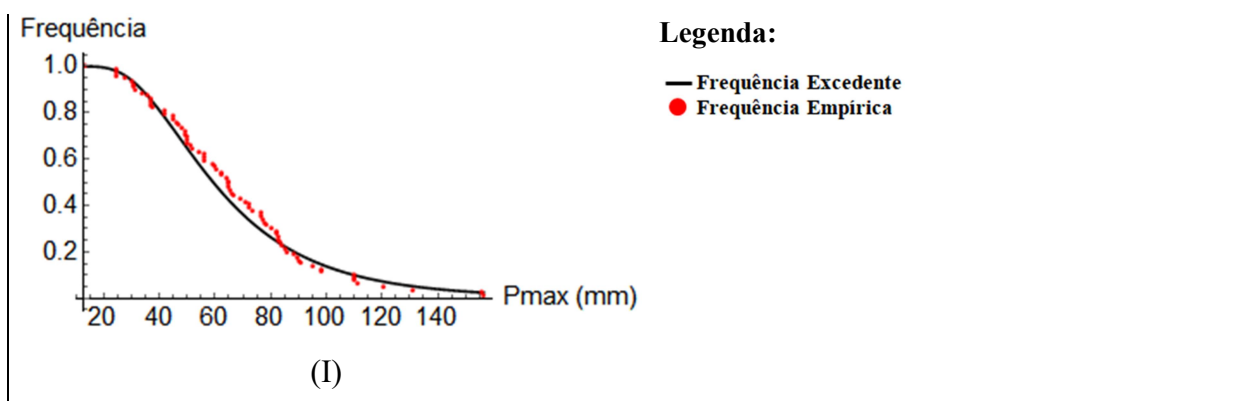 Frequência
Legenda:
1.0
Frequência Excedente
Frequência Empírica
0.8
0.6
0.4
0.2
Pmax (mm)
20 40 60 80 100 120 140
(I)